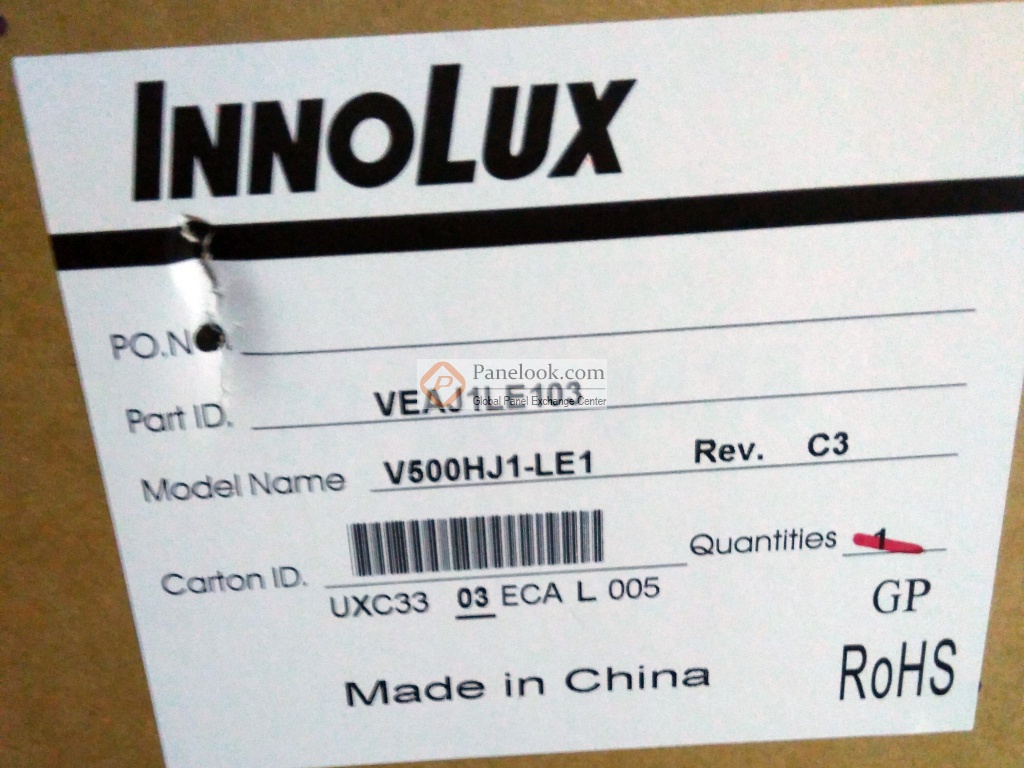 INNOLUX
PO.NO.
Panelook.com
Global Panel Exchange Center
Part ID. VEAJ1LE103
Model Name V500HJ1-LE1 Rev. C3
Quantities 1
Carton ID.
UXC33 03 ECA L 005
GP
Made in China
RoHS